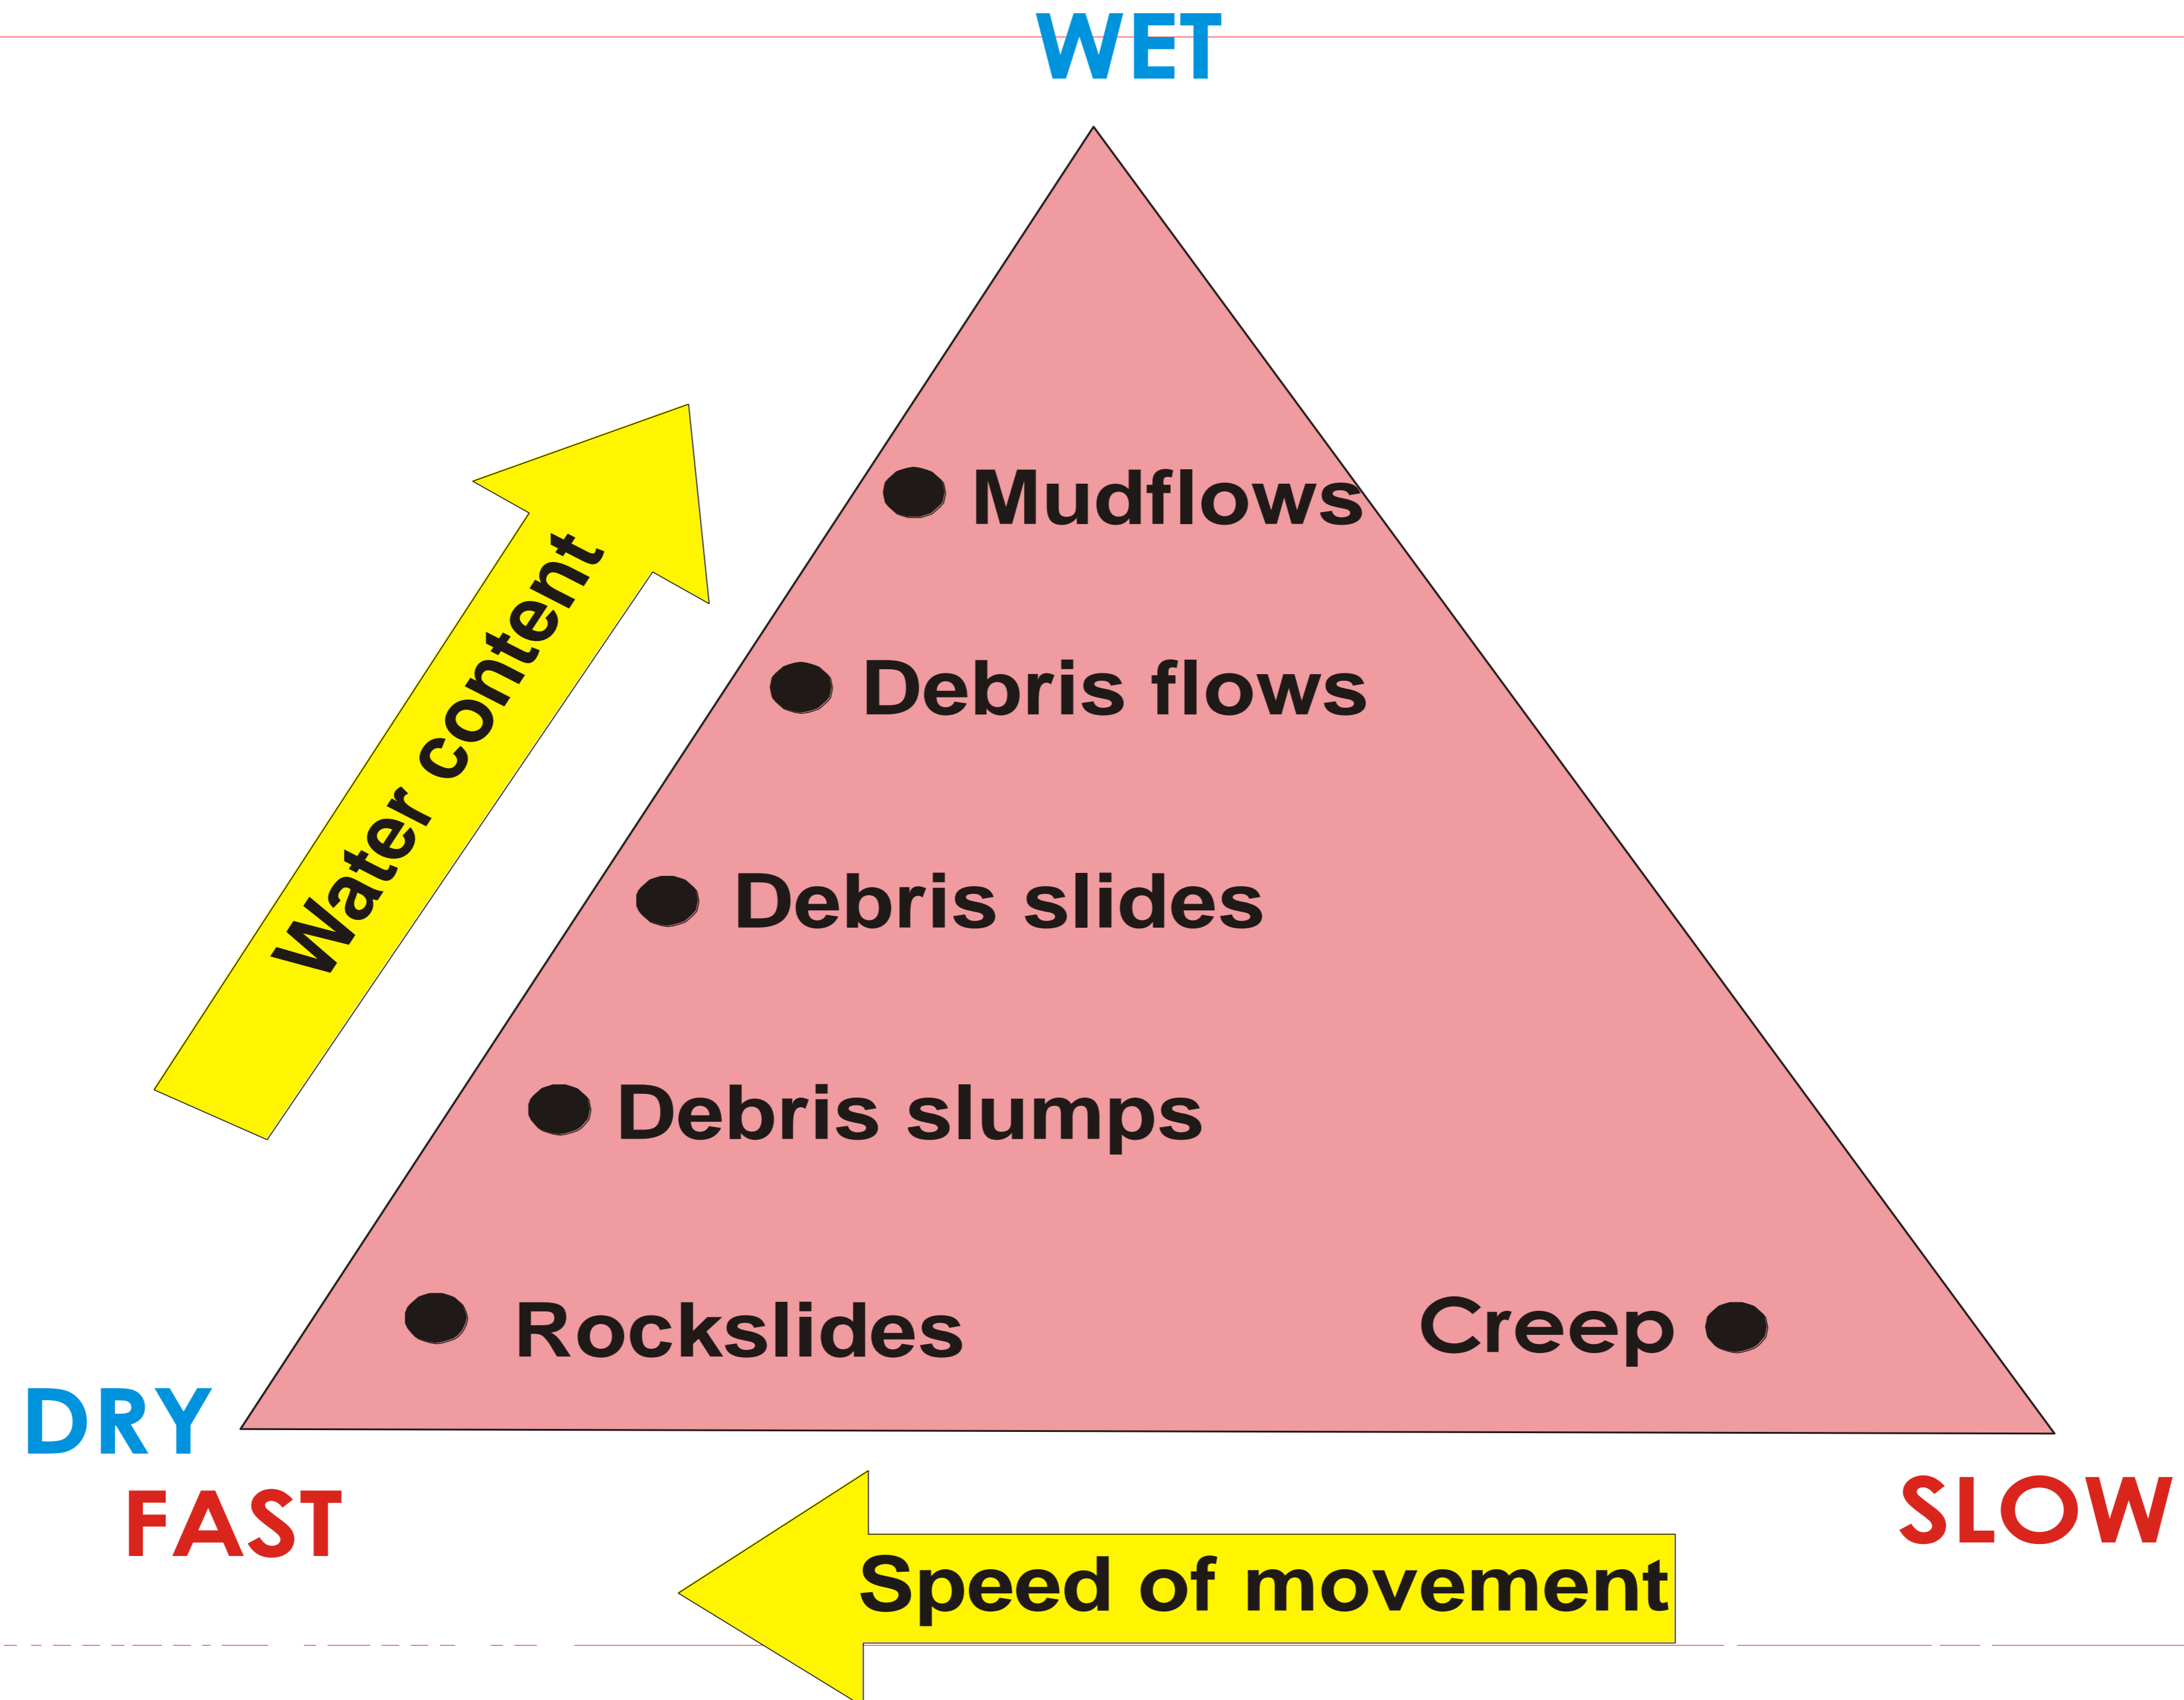 WET
Water content
Mudflows
Debris flows
Debris slides
Debris slumps
Rockslides
Creep
DRY
FAST
SLOW
Speed of movement